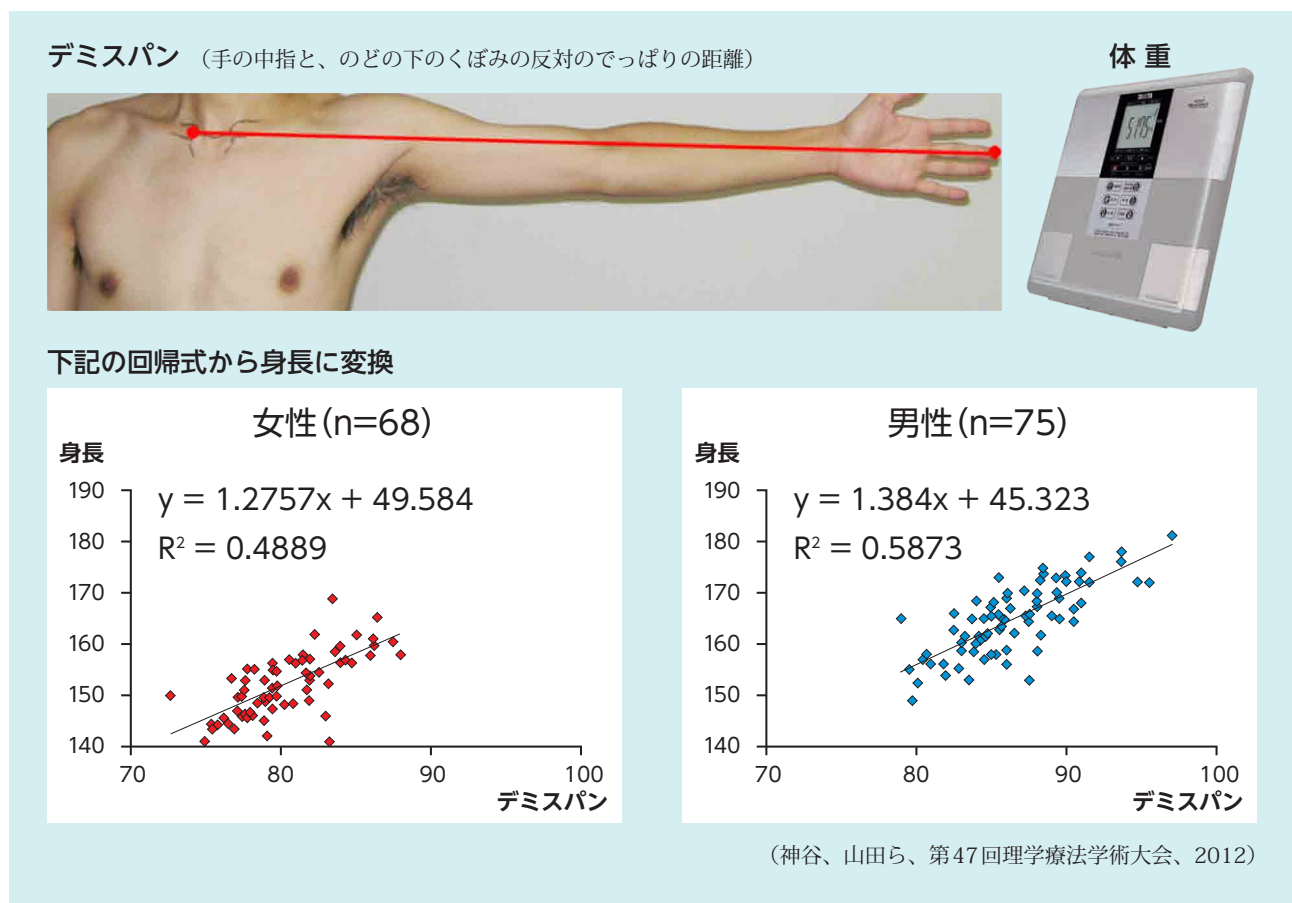 デミスパン （手の中指と、のどの下のくぼみの反対のでっぱりの距離）
体 重
下記の回帰式から身長に変換
女性(n=68)
身長
y = 1.2757x + 49.584
R² = 0.4889
190
180
170
160
150
140
70 80 90 100
デミスパン
男性(n=75)
身長
y = 1.384x + 45.323
R² = 0.5873
190
180
170
160
150
140
70 80 90 100
デミスパン
（神谷、山田ら、第47回理学療法学術大会、2012）